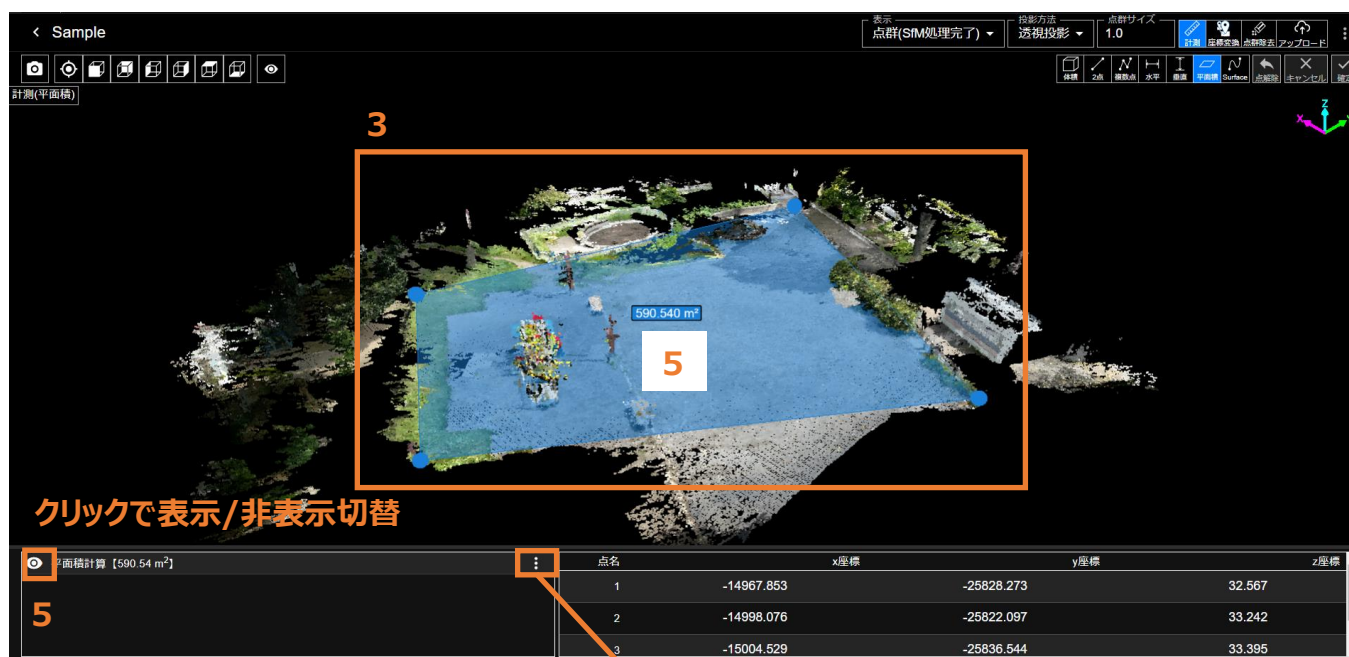 Sample
表示
点群(SfM処理完了)
投影方法
透視投影
点群サイズ
1.0
計測
座標変換
点群除去
アップロード
体積
2点
複数点
水平
垂直
平面積
Surface
点解除
キャンセル
計測(平面積)
Z
X
3
590.540 m²
5
クリックで表示/非表示切替
平面積計算【590.54 m²】
5
点名 x座標 y座標 z座標
1 -14967.853 -25828.273 32.567
2 -14998.076 -25822.097 33.242
3 -15004.529 -25836.544 33.395